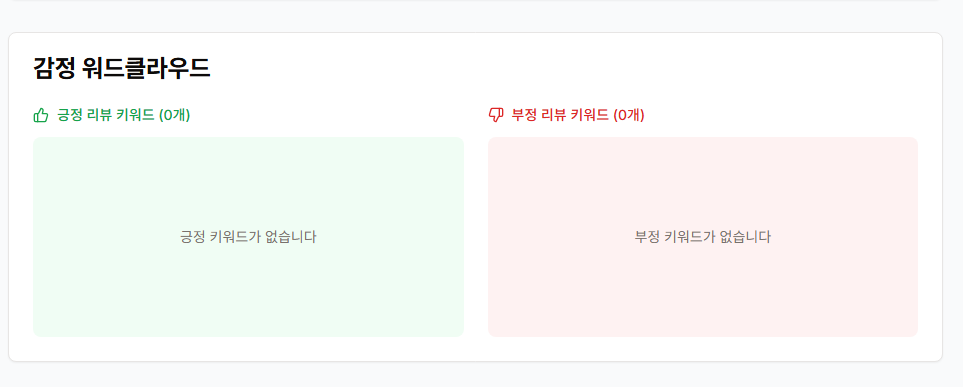 감정 워드클라우드
긍정 리뷰 키워드 (0개)
긍정 키워드가 없습니다
부정 리뷰 키워드 (0개)
부정 키워드가 없습니다